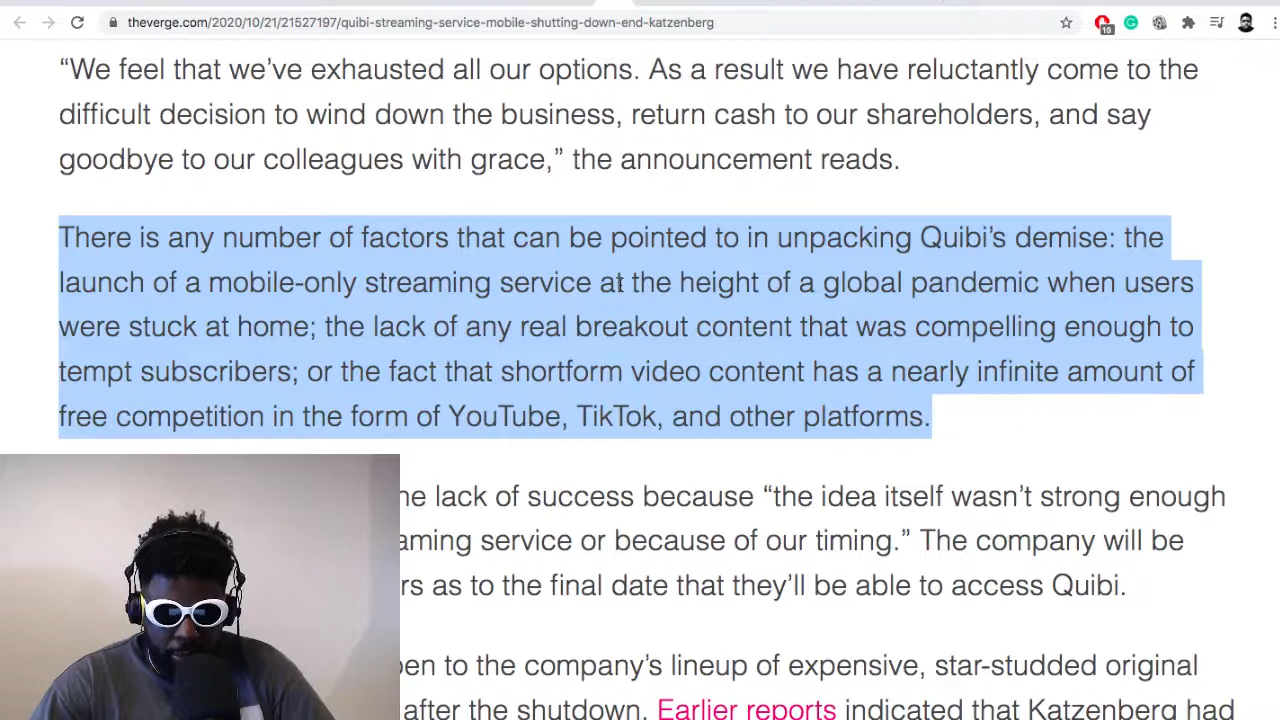 theverge.com/2020/10/21/21527197/quibi-streaming-service-mobile-shutting-down-end-katzenberg
19
“We feel that we’ve exhausted all our options. As a result we have reluctantly come to the
difficult decision to wind down the business, return cash to our shareholders, and say
goodbye to our colleagues with grace,” the announcement reads.
There is any number of factors that can be pointed to in unpacking Quibi’s demise: the
launch of a mobile-only streaming service at the height of a global pandemic when users
were stuck at home; the lack of any real breakout content that was compelling enough to
tempt subscribers; or the fact that shortform video content has a nearly infinite amount of
free competition in the form of YouTube, TikTok, and other platforms.
lack of success because “the idea itself wasn’t strong enough
service or because of our timing.” The company will be
as to the final date that they’ll be able to access Quibi.
to the company’s lineup of expensive, star-studded original
after the shutdown. Earlier reports indicated that Katzenberg had